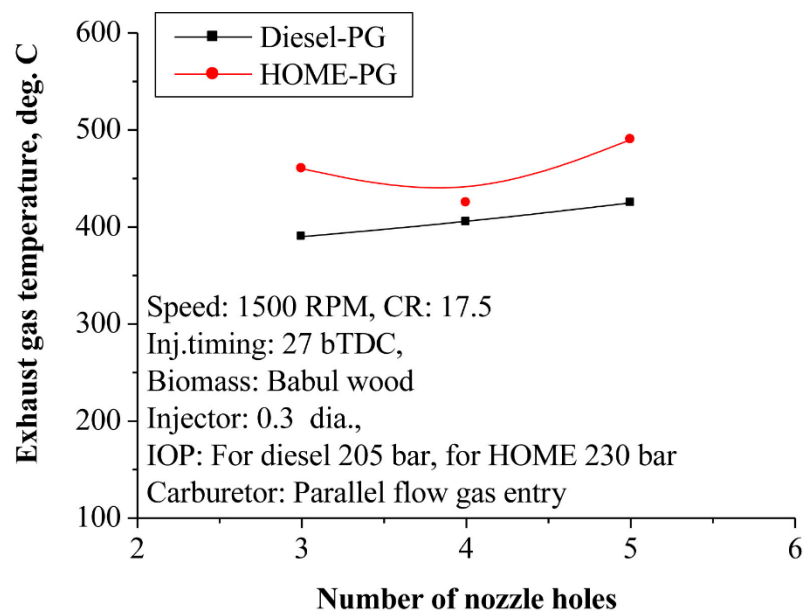 600
500
400
300
200
100
Exhaust gas temperature, deg. C
Diesel-PG
HOME-PG
Speed: 1500 RPM, CR: 17.5
Inj.timing: 27 bTDC,
Biomass: Babul wood
Injector: 0.3 dia.,
IOP: For diesel 205 bar, for HOME 230 bar
Carburetor: Parallel flow gas entry
2 3 4 5 6
Number of nozzle holes